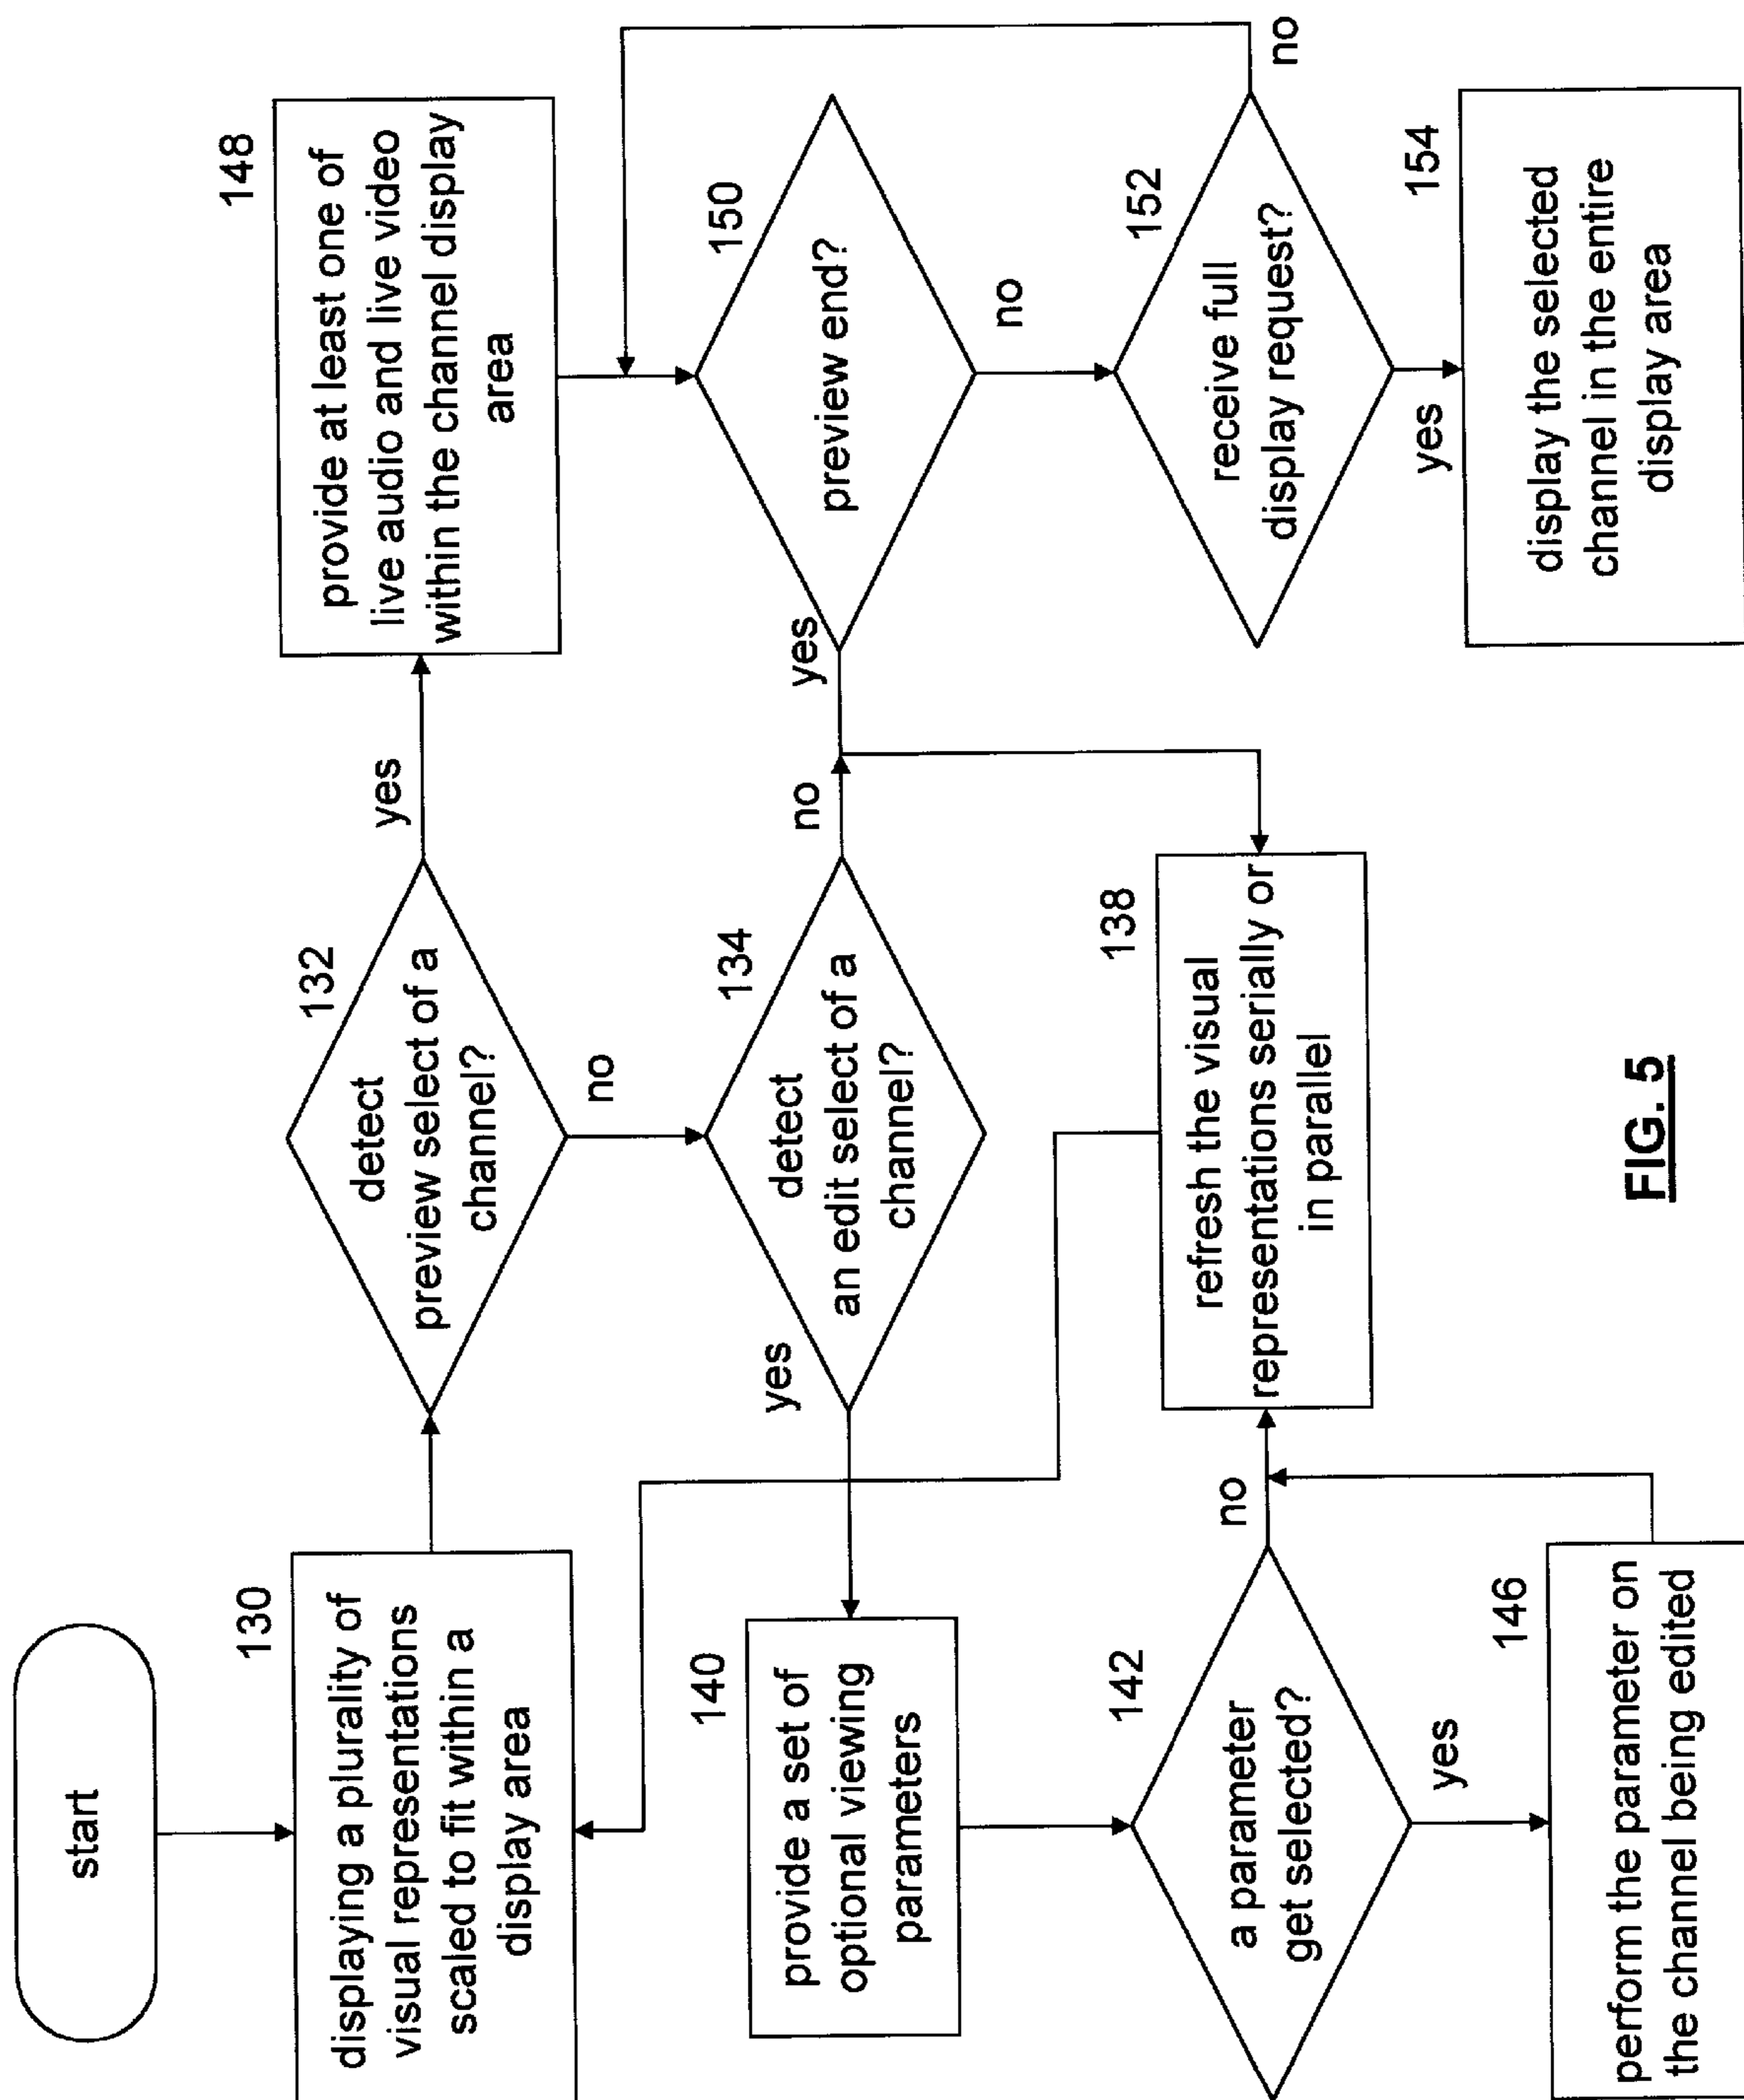 start
130
displaying a plurality of
visual representations
scaled to fit within a
display area
132
detect
preview select of a
channel?
yes
no
148
provide at least one of
live audio and live video
within the channel display
area
134
detect
an edit select of a
channel?
yes
no
150
preview end?
yes
no
140
provide a set of
optional viewing
parameters
138
refresh the visual
representations serially or
in parallel
152
receive full
display request?
no
yes
142
a parameter
get selected?
no
yes
146
perform the parameter on
the channel being edited
154
display the selected
channel in the entire
display area
FIG. 5